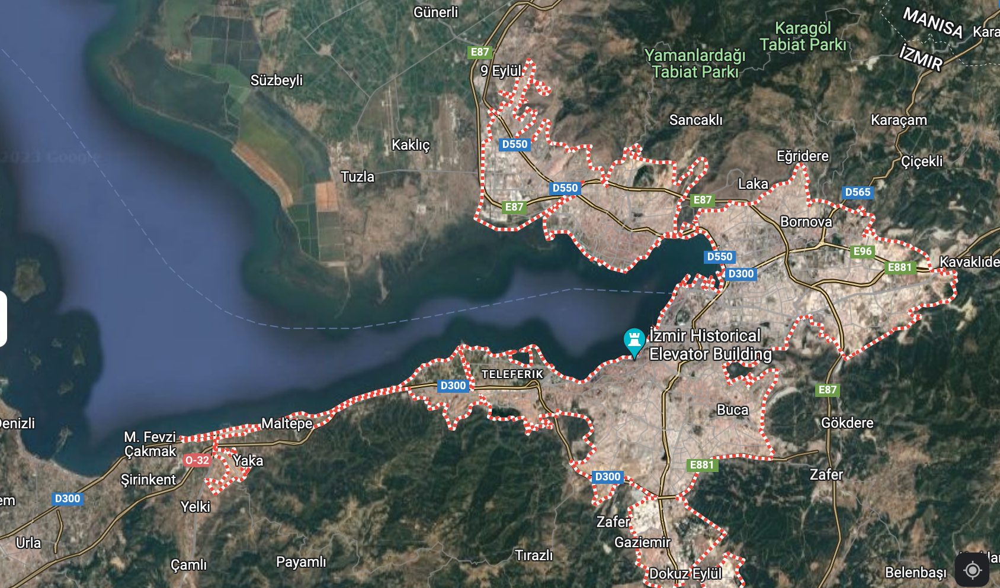 Günerli
MANISA
Kara
Karagöl
Tabiat Parkı
E87
İZMIR
Yamanlardağı
Tabiat Parkı
9 Eylül
Süzbeyli
Sancaklı
Karaçam
Kaklıç
D550
Eğridere
Çiçekli
2023 Google
Tuzla
Laka
D550
D565
E87
E87
Bornova
E96
D550
Kavaklıde
E881
D300
İzmir Historical
Elevator Building
TELEFERIK
D300
E87
Buca
Denizli
Maltepe
Gökdere
M. Fevzi
Çakmak
O-32
Yaka
E881
Şirinkent
D300
Zafer
D300
em
Yelki
Zafer
Urla
Gaziemir
Tırazlı
Çamlı
Payamlı
Dokuz Eylül
Belenbaşı